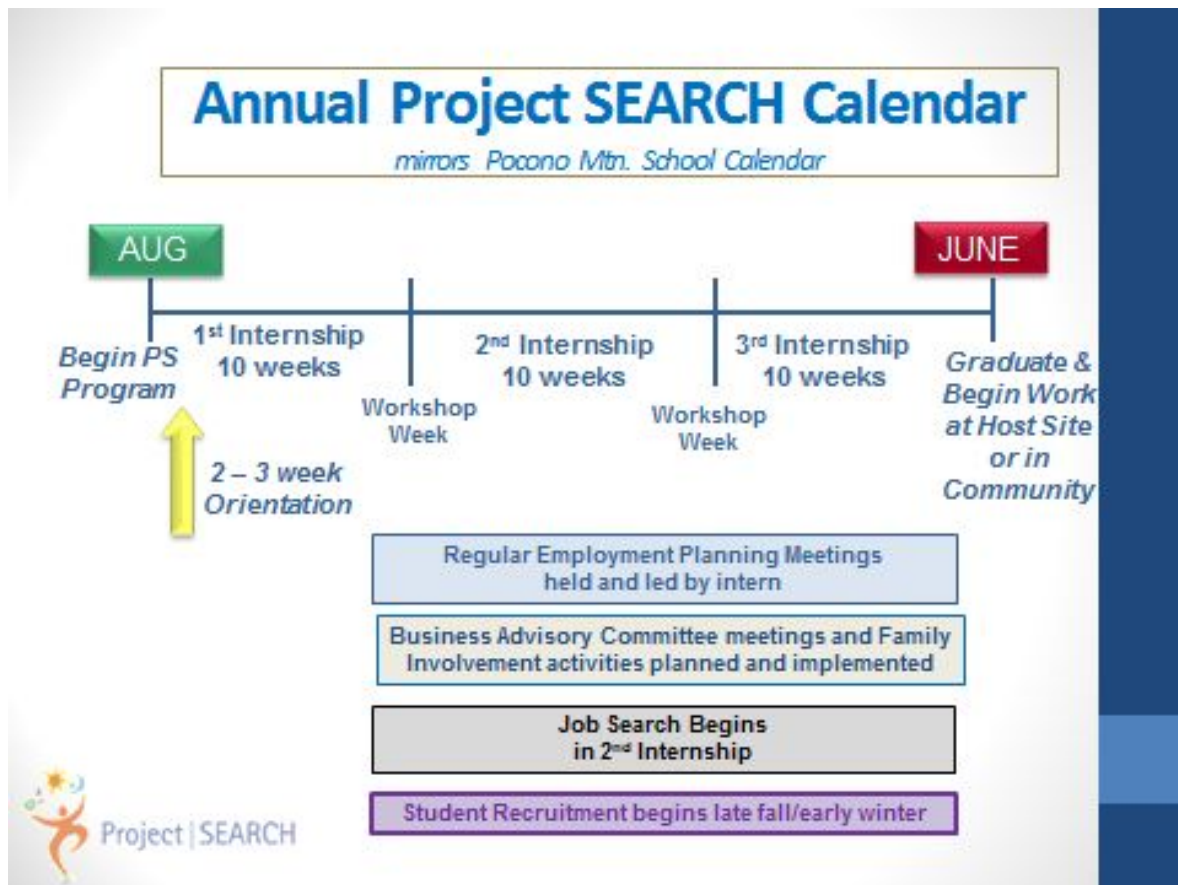 Annual Project SEARCH Calendar
mirrors Pocono Mtn. School Calendar
AUG
JUNE
Begin PS
Program
1st Internship
10 weeks
Workshop
Week
2nd Internship
10 weeks
Workshop
Week
3rd Internship
10 weeks
Graduate &
Begin Work
at Host Site
or in
Community
2 – 3 week
Orientation
Regular Employment Planning Meetings
held and led by intern
Business Advisory Committee meetings and Family
Involvement activities planned and implemented
Job Search Begins
in 2nd Internship
Student Recruitment begins late fall/early winter
Project | SEARCH